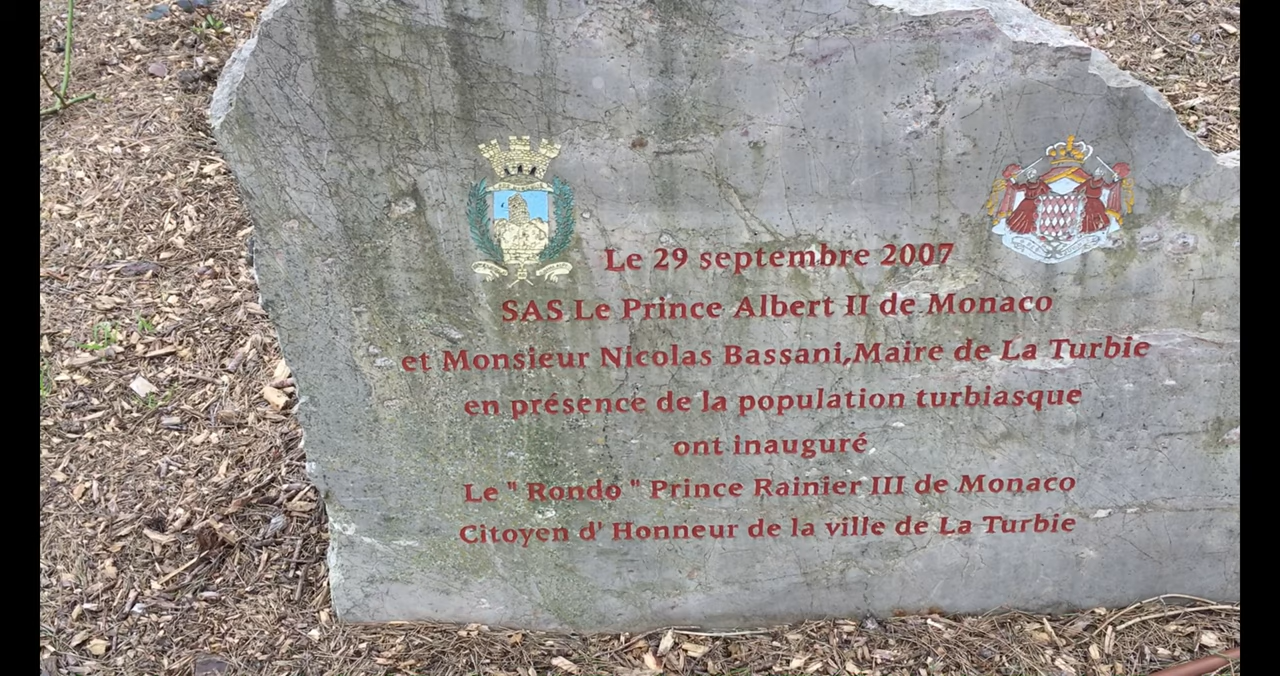 Le 29 septembre 2007
SAS Le Prince Albert II de Monaco
et Monsieur Nicolas Bassani,Maire de La Turbie
en présence de la population turbiasque
ont inauguré
Le " Rondo " Prince Rainier III de Monaco
Citoyen d' Honneur de la ville de La Turbie